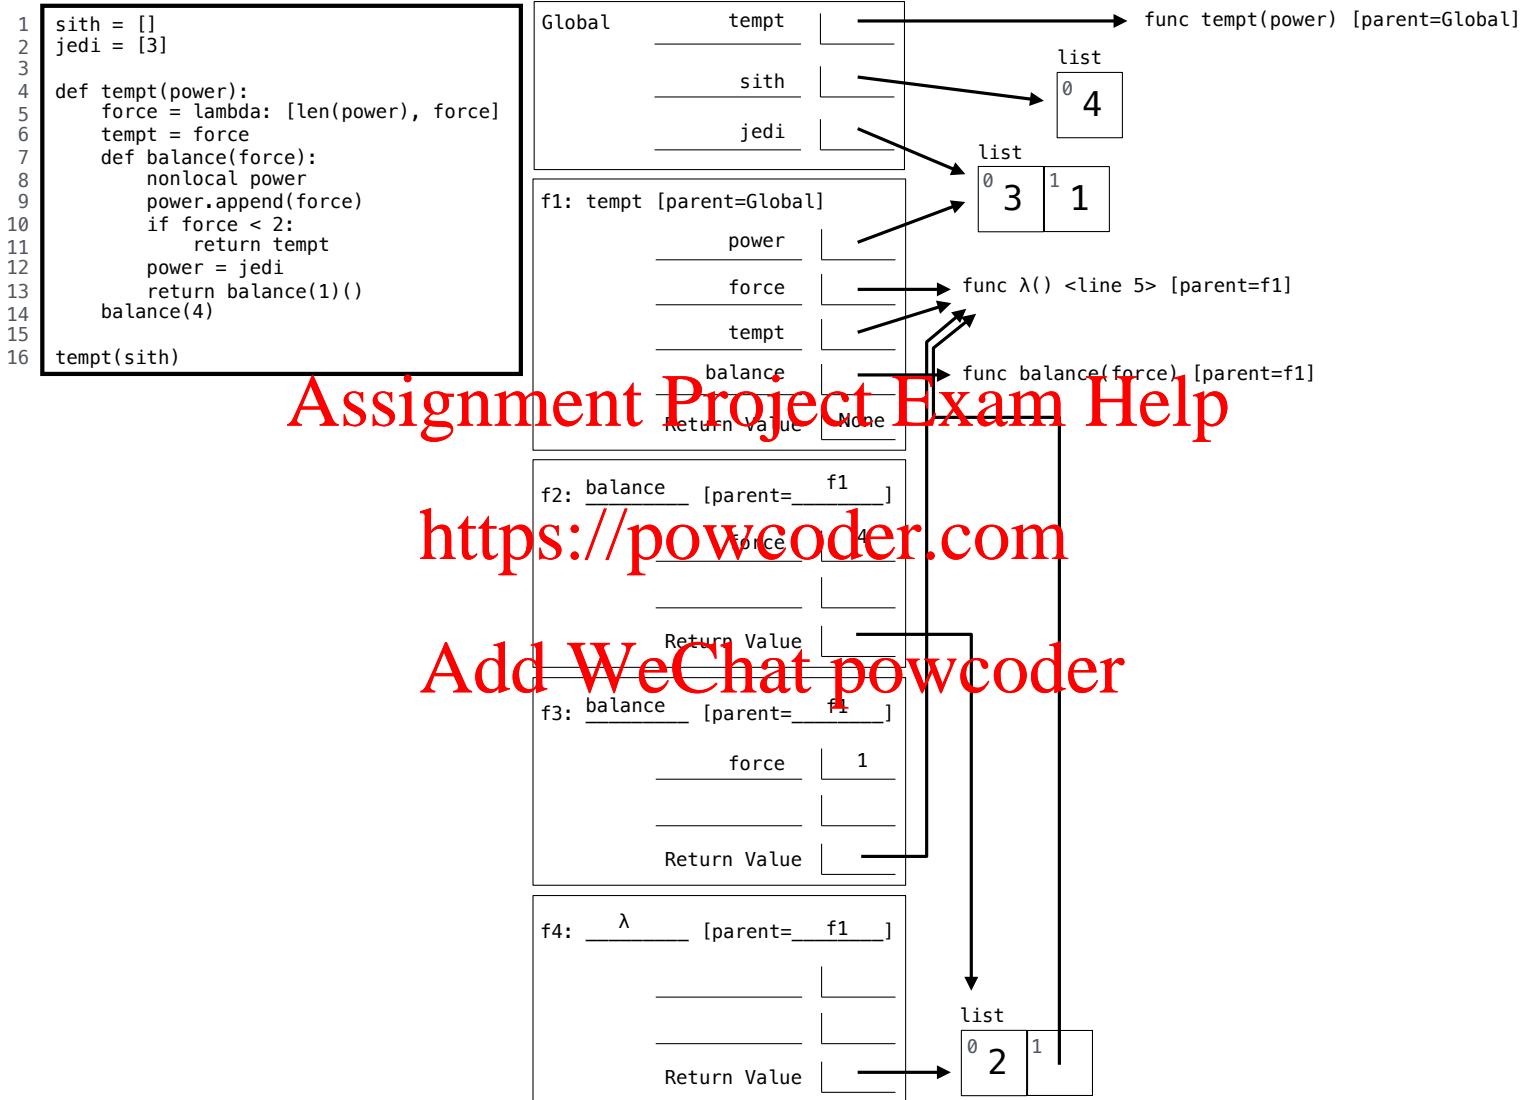 1 sith = []
2 jedi = [3]
3
4 def tempt(power):
5     force = lambda: [len(power), force]
6     tempt = force
7     def balance(force):
8         nonlocal power
9         power.append(force)
10         if force < 2:
11             return tempt
12         power = jedi
13         return balance(1)()
14     balance(4)
15
16 tempt(sith)
Global
tempt
func tempt(power) [parent=Global]
sith
list
0 4
jedi
list
0 3 1 1
f1: tempt [parent=Global]
power
force
func λ() <line 5> [parent=f1]
tempt
balance
func balance(force) [parent=f1]
Return Value None
Assignment Project Exam Help
f2: balance [parent=f1]
force 4
https://powcoder.com
Return Value
Add WeChat powcoder
f3: balance [parent=f1]
force 1
Return Value
f4: λ [parent=f1]
Return Value
list
0 2 1